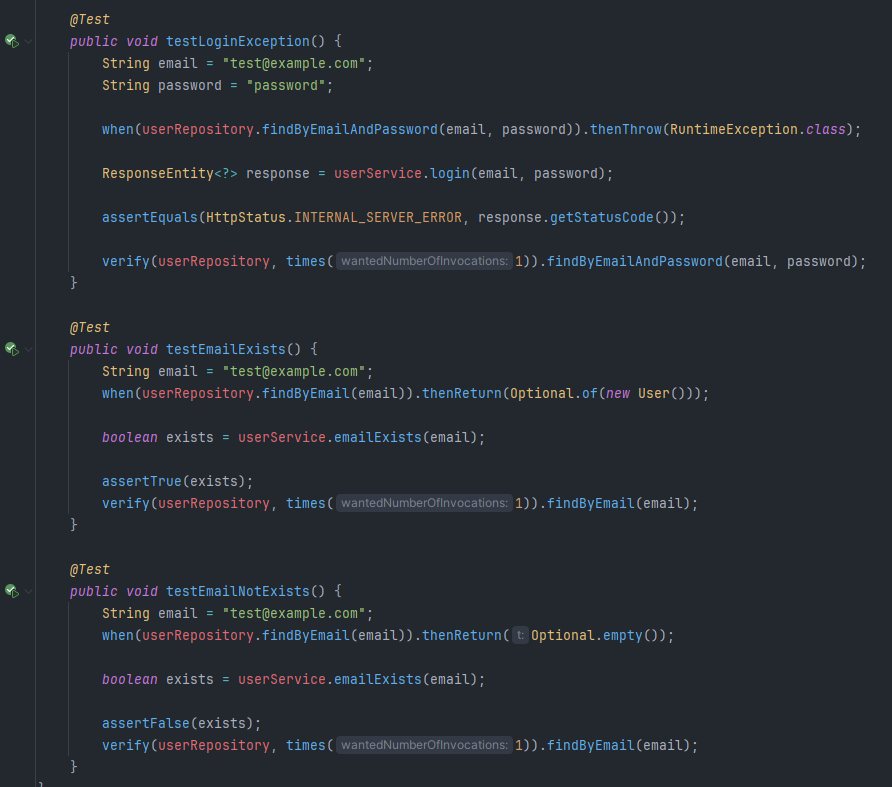 @Test
public void testLoginException() {
String email = "test@example.com";
String password = "password";
when(userRepository.findByEmailAndPassword(email, password)).thenThrow(RuntimeException.class);
ResponseEntity<?> response = userService.login(email, password);
assertEquals(HttpStatus.INTERNAL_SERVER_ERROR, response.getStatusCode());
verify(userRepository, times( wantedNumberOfInvocations: 1)).findByEmailAndPassword(email, password);
}
@Test
public void testEmailExists() {
String email = "test@example.com";
when(userRepository.findByEmail(email)).thenReturn(Optional.of(new User()));
boolean exists = userService.emailExists(email);
assertTrue(exists);
verify(userRepository, times( wantedNumberOfInvocations: 1)).findByEmail(email);
}
@Test
public void testEmailNotExists() {
String email = "test@example.com";
when(userRepository.findByEmail(email)).thenReturn( t: Optional.empty());
boolean exists = userService.emailExists(email);
assertFalse(exists);
verify(userRepository, times( wantedNumberOfInvocations: 1)).findByEmail(email);
}